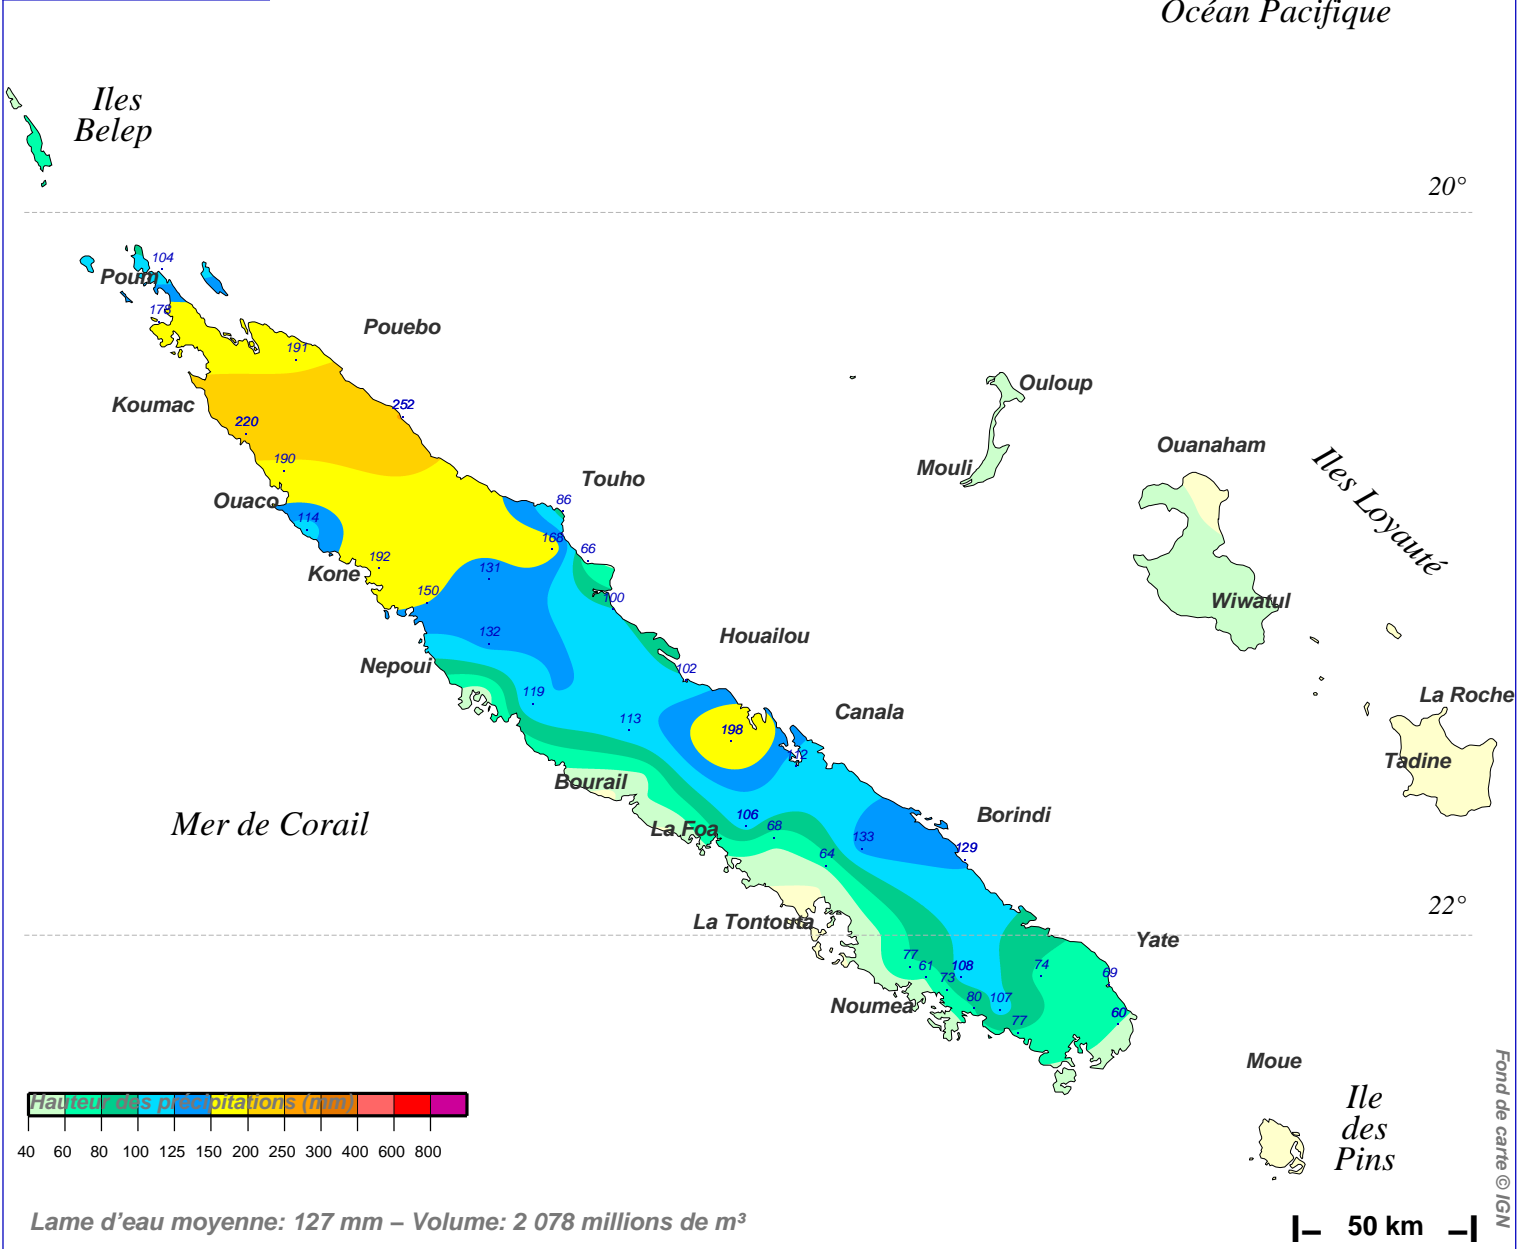 Océan Pacifique
Iles
Belep
20°
104
Poum
178
Pouebo
191
Ouloup
Koumac
252
220
Ouanaham
190
Mouli
Iles Loyauté
Touho
Ouaco
86
114
168
66
192
131
Kone
150
100
Wiwatul
132
Houailou
Nepoui
102
119
La Roche
113
Canala
198
112
Tadine
Bourail
Mer de Corail
106
La Foa
68
Borindi
133
129
64
22°
La Tontouta
Yate
77
61
108
74
69
73
80
107
Noumea
77
60
Moue
Hauteur des précipitations (mm)
40 60 80 100 125 150 200 250 300 400 600 800
Ile
des
Pins
Fond de carte © IGN
Lame d'eau moyenne: 127 mm – Volume: 2 078 millions de m³
50 km